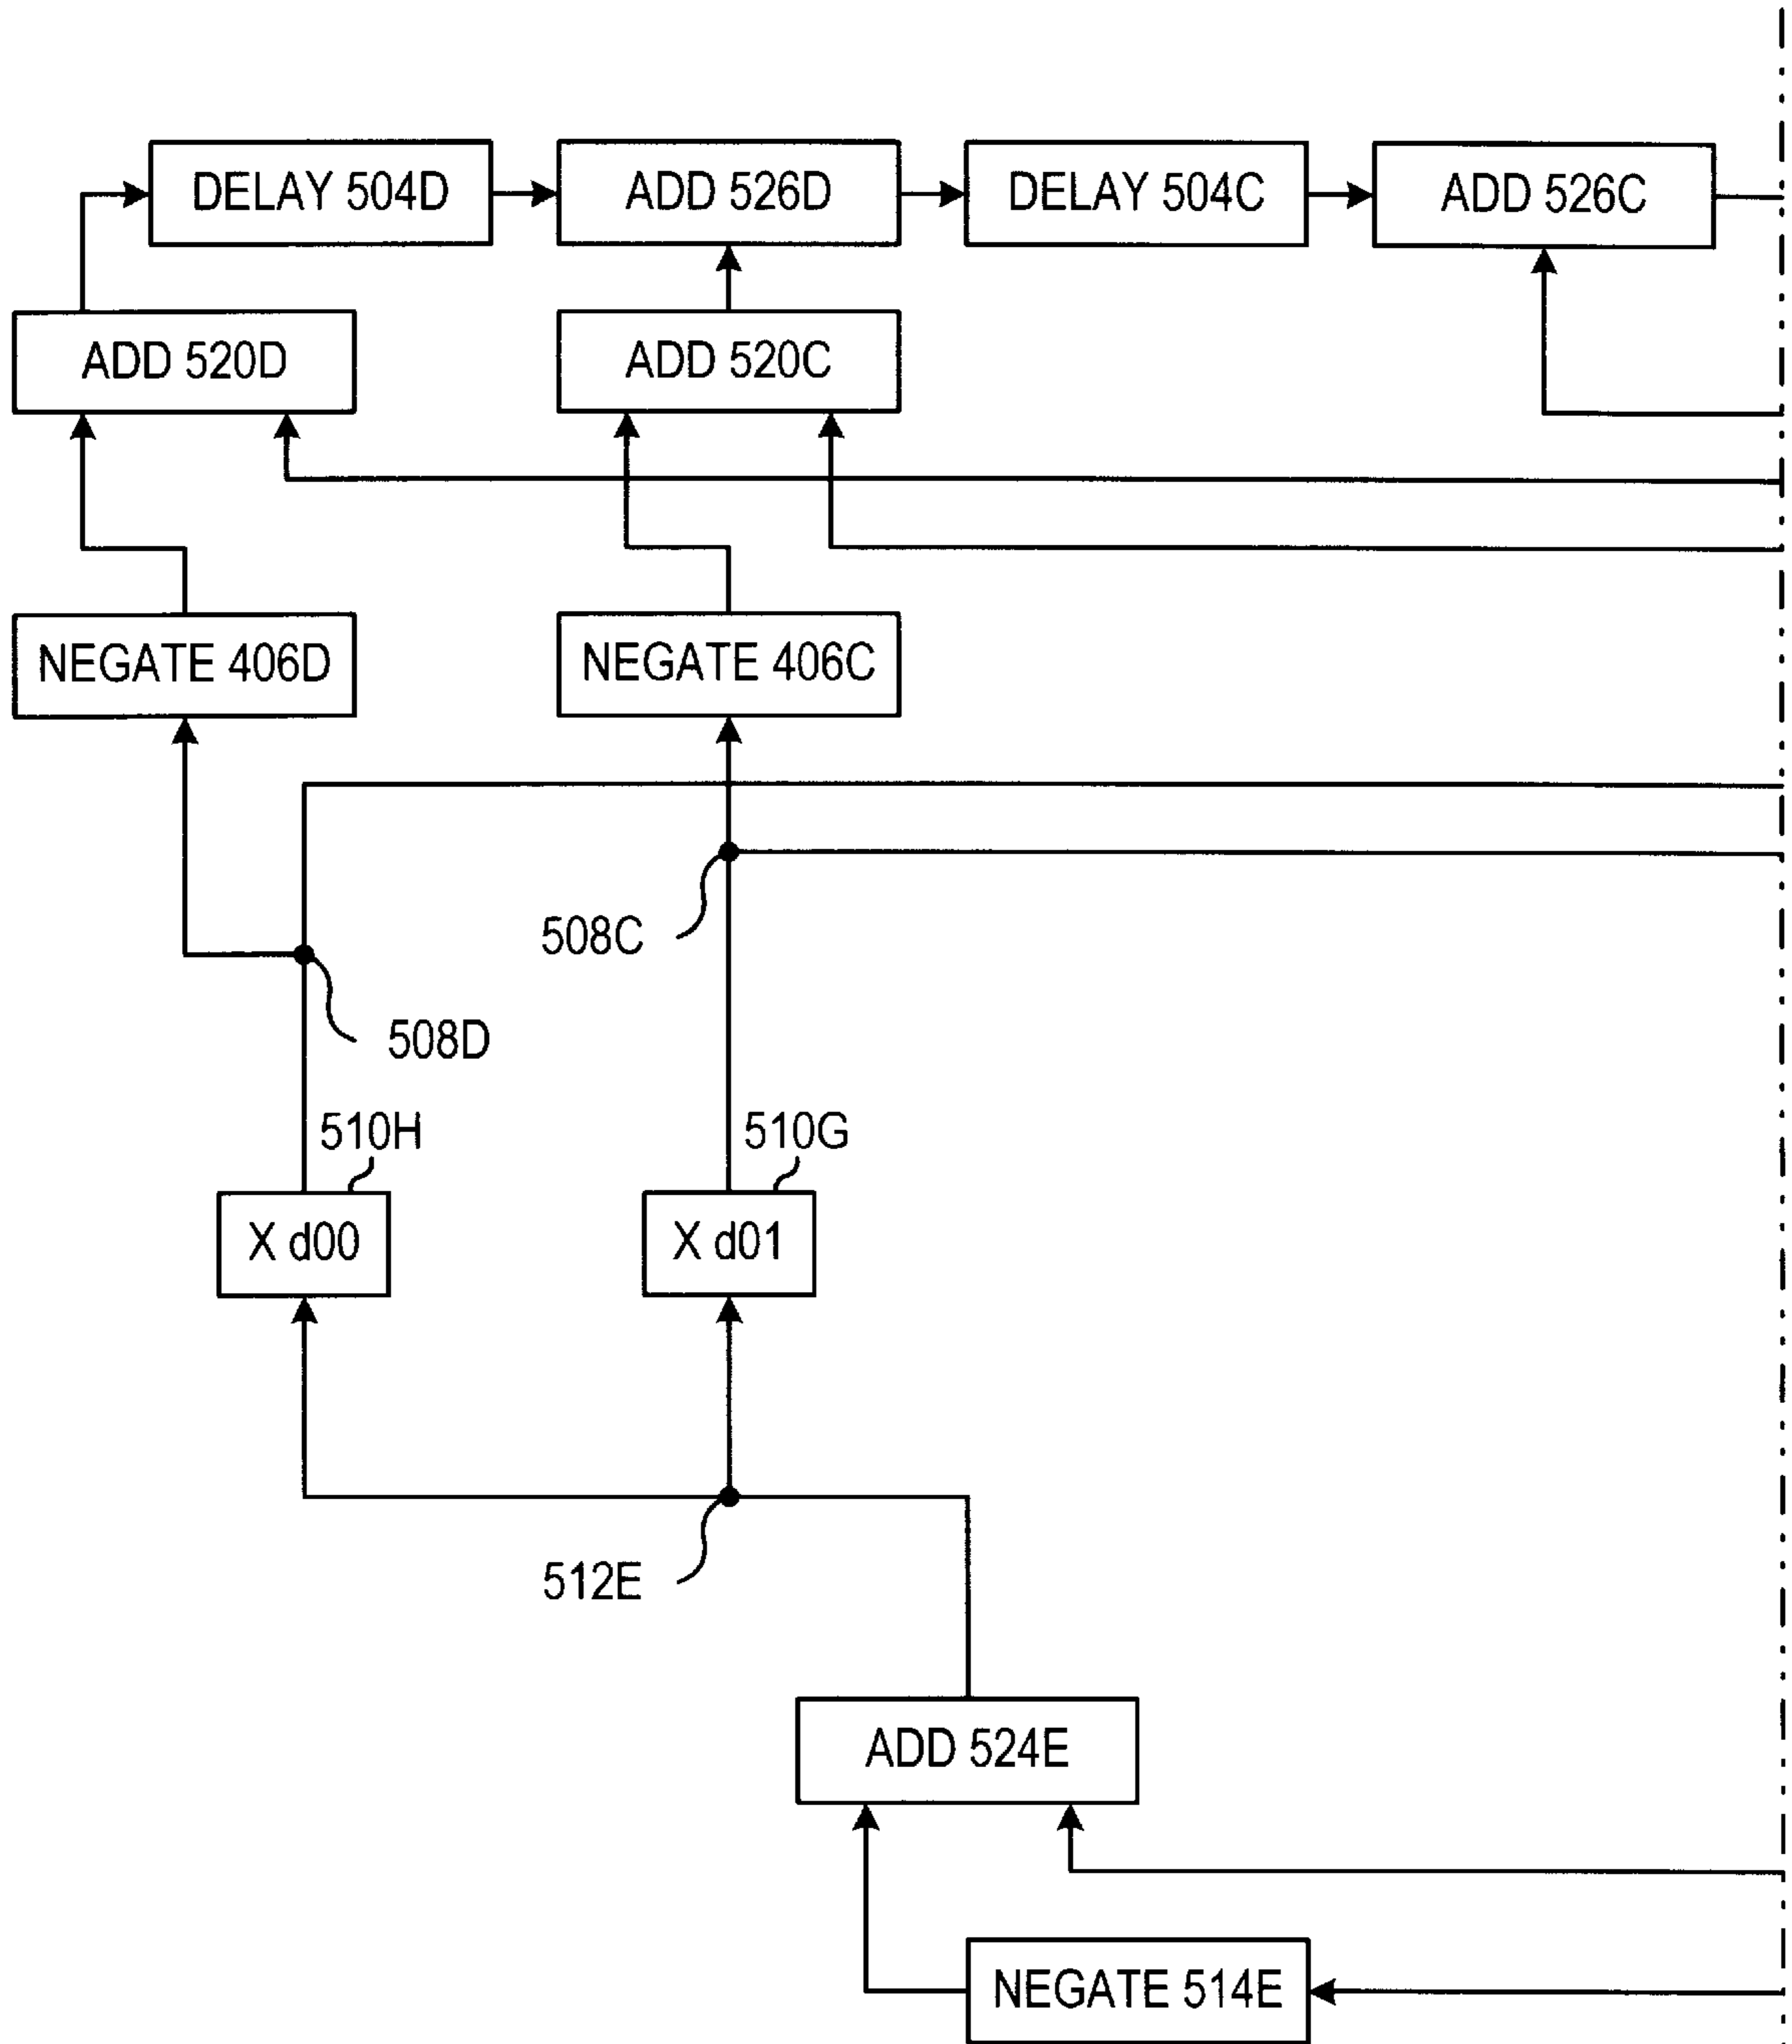 DELAY 504D
ADD 526D
DELAY 504C
ADD 526C
ADD 520D
ADD 520C
NEGATE 406D
NEGATE 406C
508C
508D
510H
510G
X d00
X d01
512E
ADD 524E
NEGATE 514E